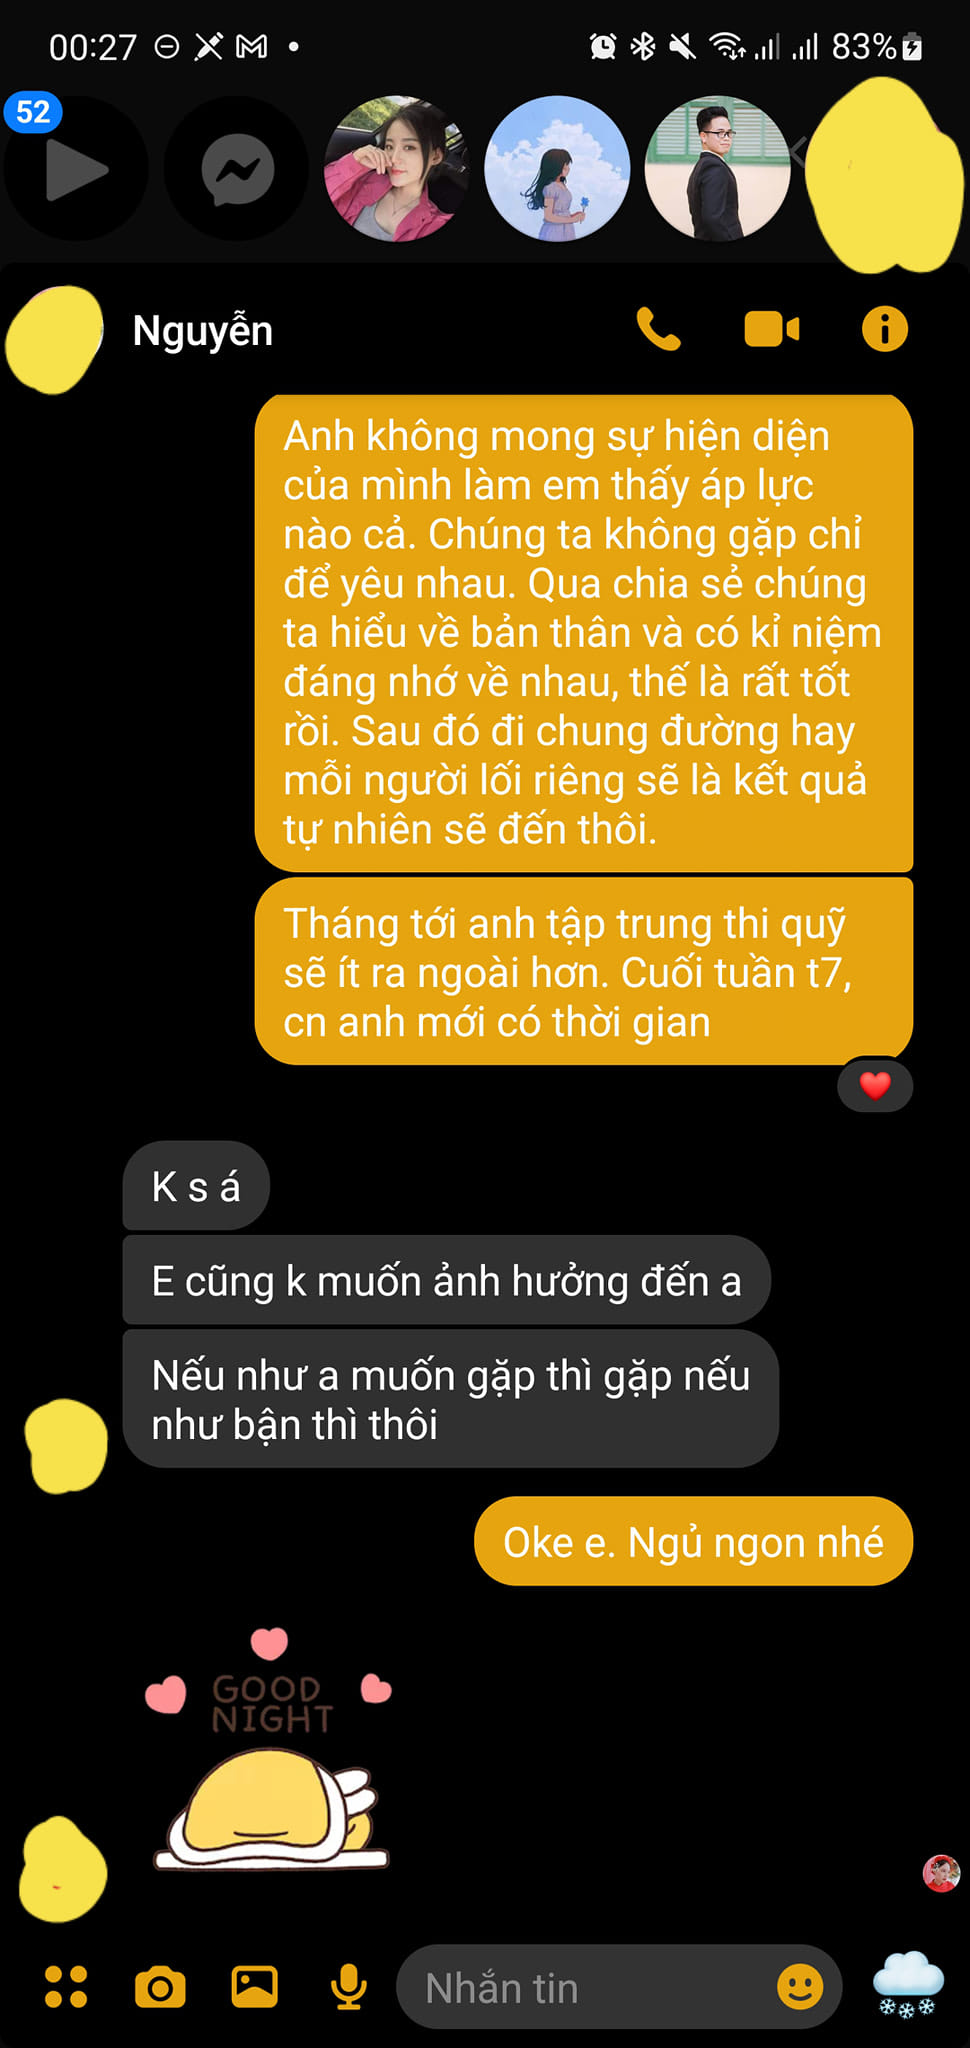 00:27
83%
52
Nguyễn
Anh không mong sự hiện diện
của mình làm em thấy áp lực
nào cả. Chúng ta không gặp chỉ
để yêu nhau. Qua chia sẻ chúng
ta hiểu về bản thân và có kỉ niệm
đáng nhớ về nhau, thế là rất tốt
rồi. Sau đó đi chung đường hay
mỗi người lối riêng sẽ là kết quả
tự nhiên sẽ đến thôi.
Tháng tới anh tập trung thi quỹ
sẽ ít ra ngoài hơn. Cuối tuần t7,
cn anh mới có thời gian
K s á
E cũng k muốn ảnh hưởng đến a
Nếu như a muốn gặp thì gặp nếu
như bận thì thôi
Oke e. Ngủ ngon nhé
GOOD
NIGHT
Nhắn tin